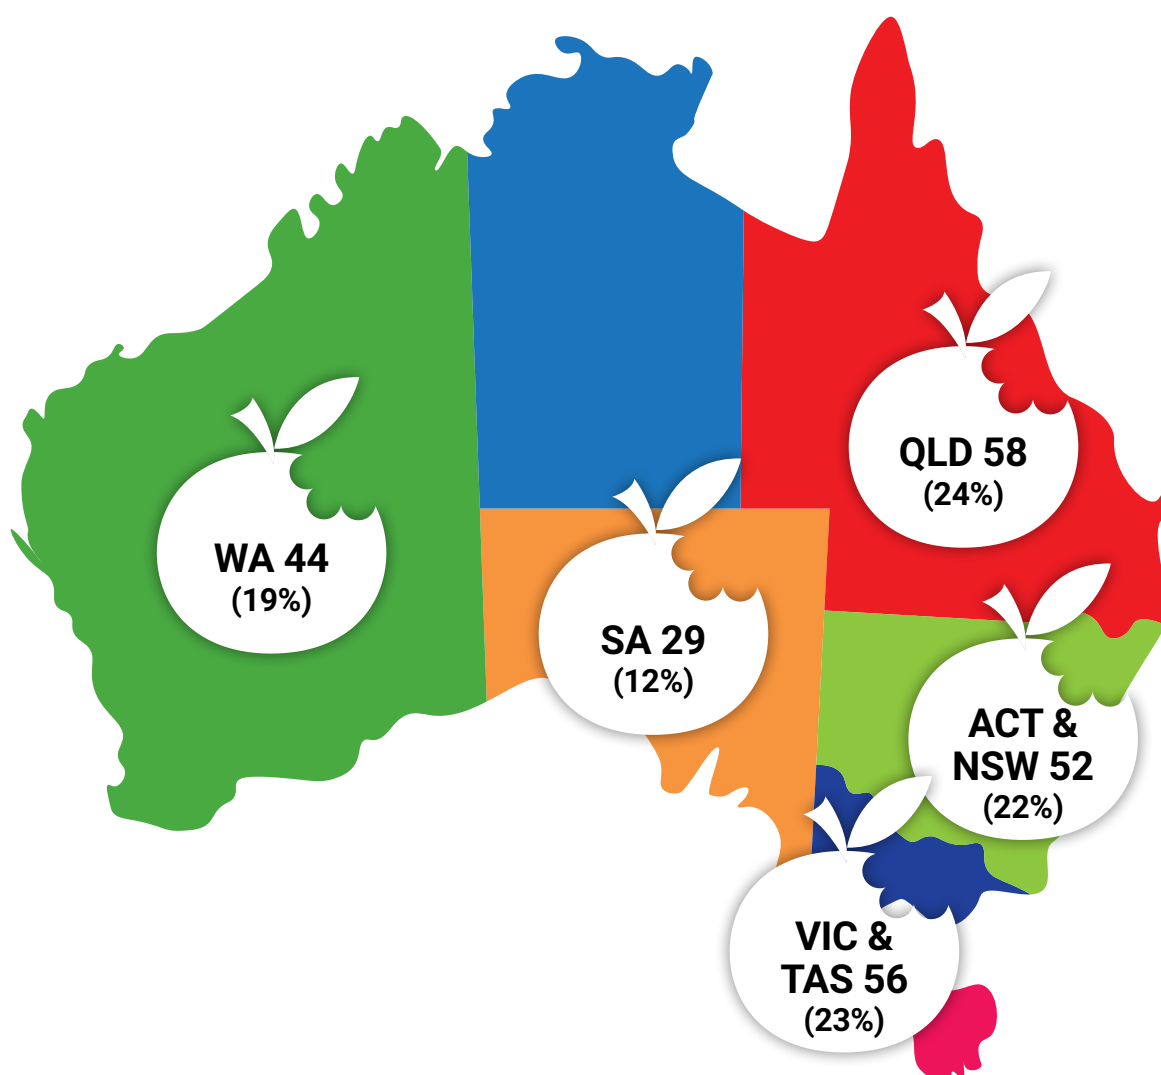 QLD 58
(24%)
WA 44
(19%)
SA 29
(12%)
ACT &
NSW 52
(22%)
VIC &
TAS 56
(23%)